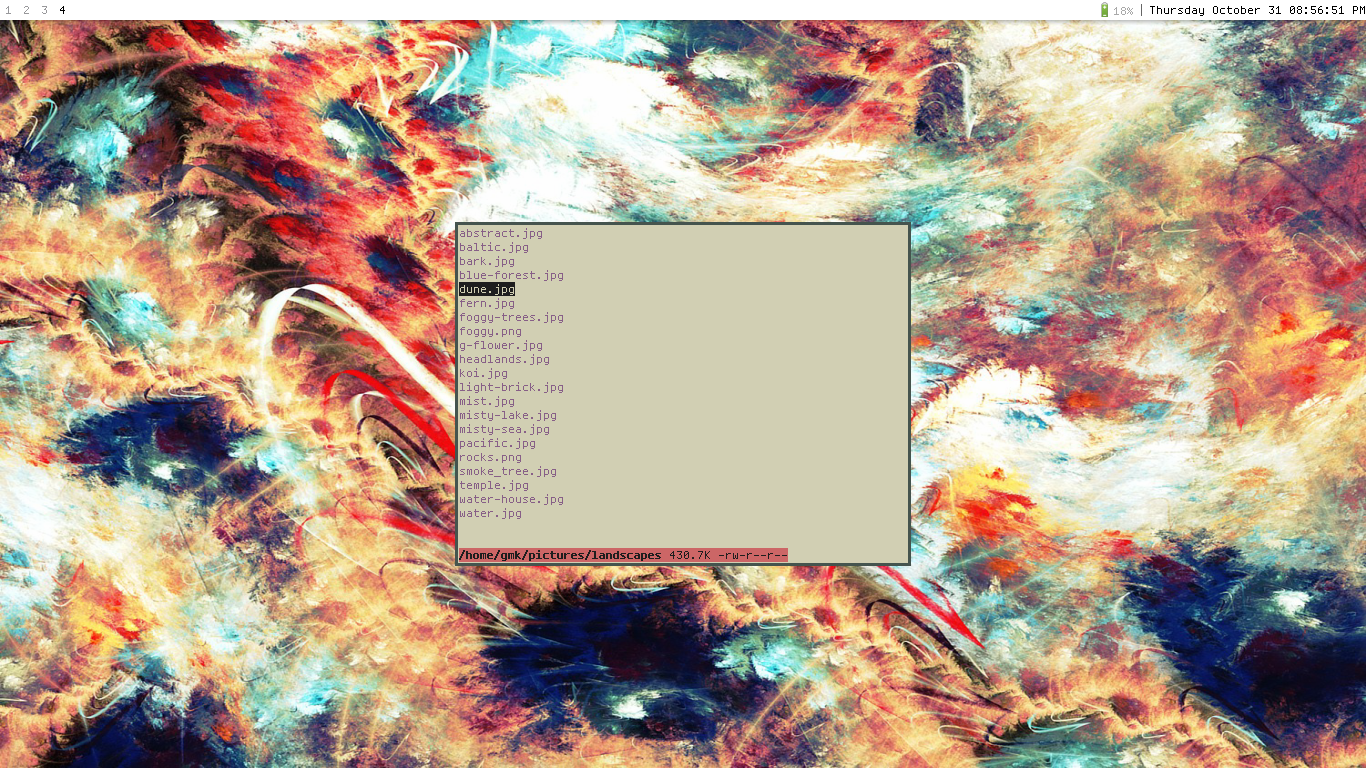 1 2 3 4
18% | Thursday October 31 08:56:51 PM
abstract.jpg
baltic.jpg
bark.jpg
blue-forest.jpg
dune.jpg
fern.jpg
foggy-trees.jpg
foggy.png
g-flower.jpg
headlands.jpg
koi.jpg
light-brick.jpg
mist.jpg
misty-lake.jpg
misty-sea.jpg
pacific.jpg
rocks.png
smoke_tree.jpg
temple.jpg
water-house.jpg
water.jpg
/home/gmk/pictures/landscapes 430.7K -rw-r--r--